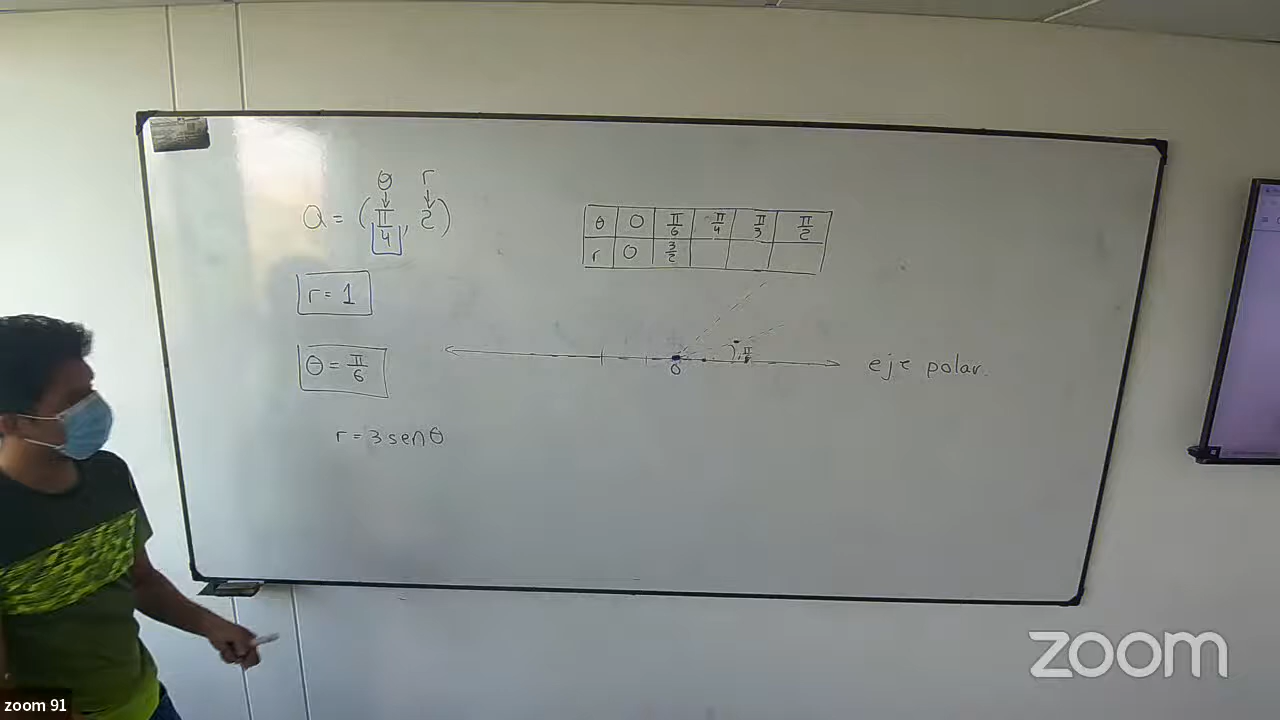 θ r
Q = (π/4, 2)
r = 1
θ = π/6
r = 3 sen θ
θ 0 π/6 π/4 π/3 π/2
r 0 3/2
π/6
0
eje polar.
zoom
zoom 91